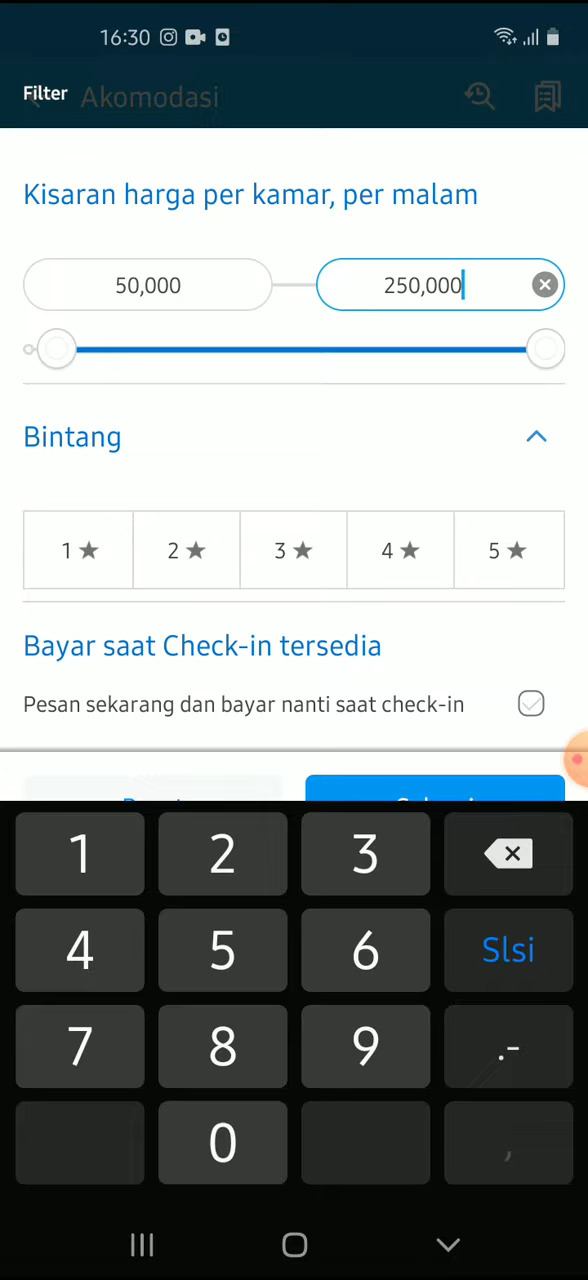 16:30
Filter Akomodasi
Kisaran harga per kamar, per malam
50,000 250,000
Bintang
1 ★ 2 ★ 3 ★ 4 ★ 5 ★
Bayar saat Check-in tersedia
Pesan sekarang dan bayar nanti saat check-in
1 2 3
4 5 6 Slsi
7 8 9 .-
0 ,